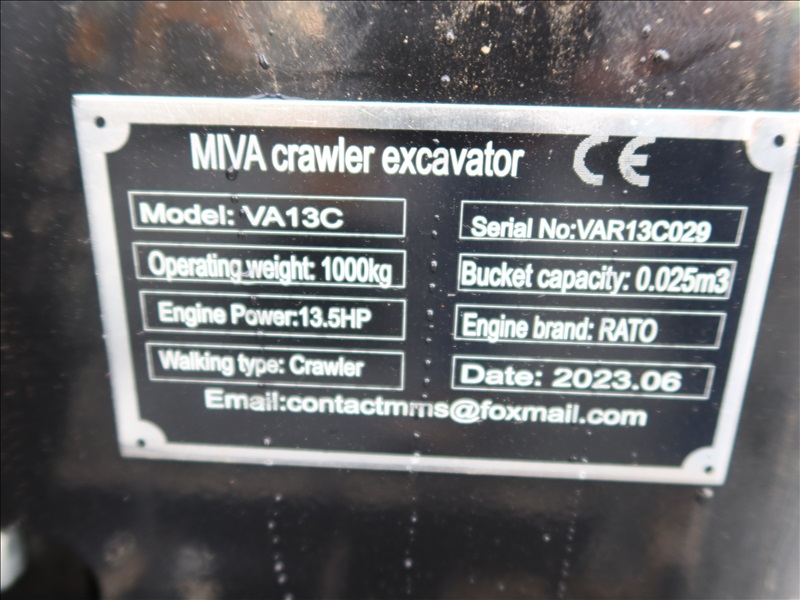 MIVA crawler excavator CE
Model: VA13C
Serial No:VAR13C029
Operating weight: 1000kg
Bucket capacity: 0.025m3
Engine Power:13.5HP
Engine brand: RATO
Walking type: Crawler
Date: 2023.06
Email:contactmms@foxmail.com